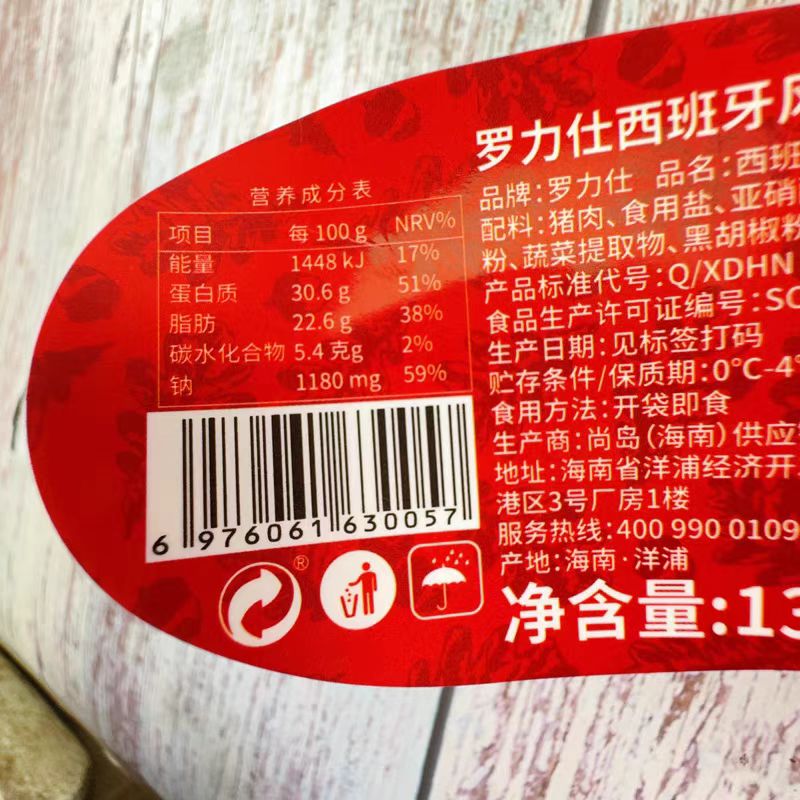 营养成分表
项目 每 100 g NRV%
能量 1448 kJ 17%
蛋白质 30.6 g 51%
脂肪 22.6 g 38%
碳水化合物 5.4 克g 2%
钠 1180 mg 59%
6 976061 630057
®
罗力仕西班牙风
品牌:罗力仕 品名:西班
配料:猪肉、食用盐、亚硝
粉、蔬菜提取物、黑胡椒粉
产品标准代号:Q/XDHN
食品生产许可证编号:SC
生产日期:见标签打码
贮存条件/保质期:0℃-4°
食用方法:开袋即食
生产商:尚岛(海南)供应
地址:海南省洋浦经济开
港区3号厂房1楼
服务热线:400 990 0109
产地:海南·洋浦
净含量:13